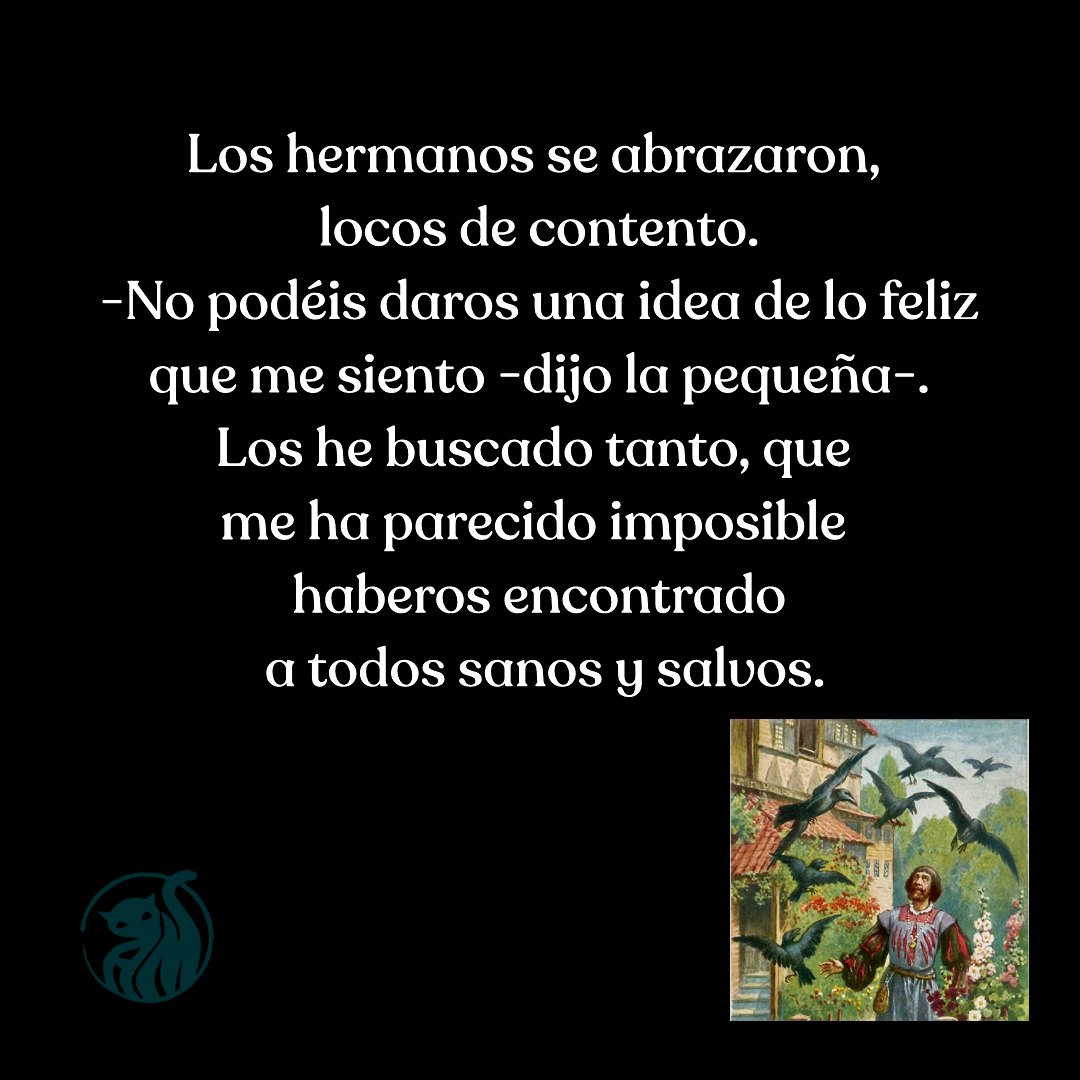 Los hermanos se abrazaron,
locos de contento.
-No podéis daros una idea de lo feliz
que me siento -dijo la pequeña-.
Los he buscado tanto, que
me ha parecido imposible
haberos encontrado
a todos sanos y salvos.